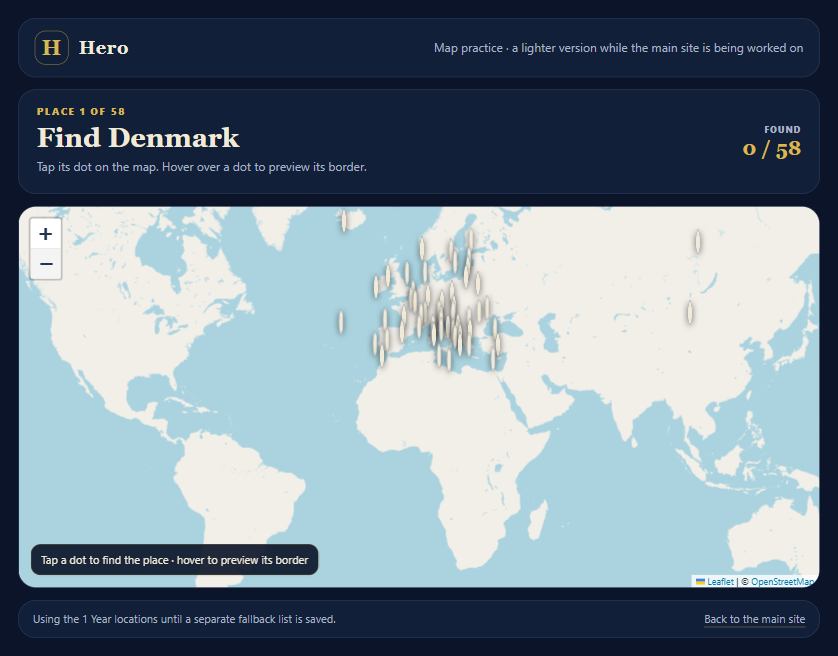 H Hero
Map practice · a lighter version while the main site is being worked on
PLACE 1 OF 58
Find Denmark
Tap its dot on the map. Hover over a dot to preview its border.
FOUND
0 / 58
+
−
Tap a dot to find the place · hover to preview its border
Leaflet | © OpenStreetMap
Using the 1 Year locations until a separate fallback list is saved.
Back to the main site